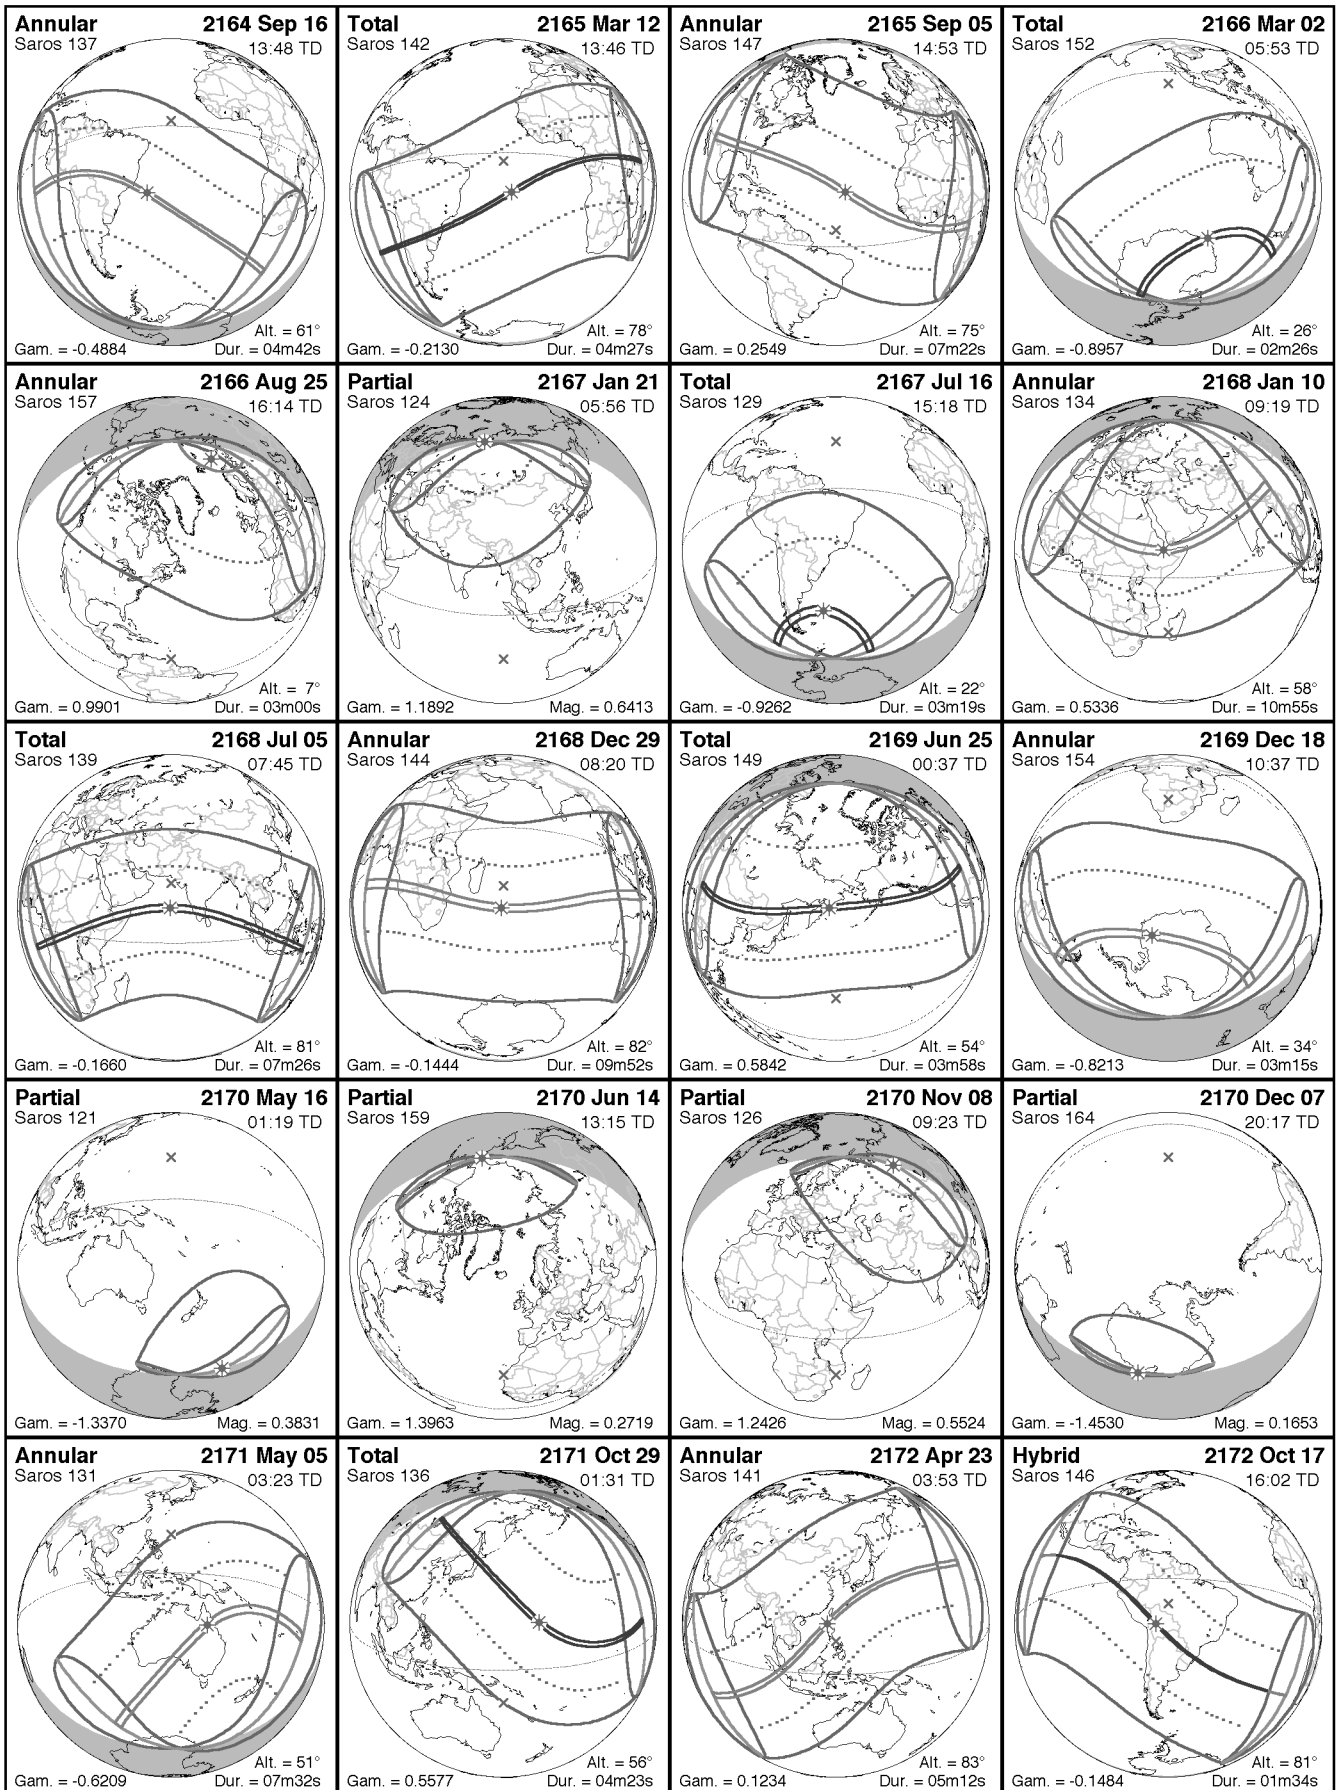 Annular 2164 Sep 16
Saros 137 13:48 TD
Alt. = 61°
Gam. = -0.4884 Dur. = 04m42s
Total 2165 Mar 12
Saros 142 13:46 TD
Alt. = 78°
Gam. = -0.2130 Dur. = 04m27s
Annular 2165 Sep 05
Saros 147 14:53 TD
Alt. = 75°
Gam. = 0.2549 Dur. = 07m22s
Total 2166 Mar 02
Saros 152 05:53 TD
Alt. = 26°
Gam. = -0.8957 Dur. = 02m26s
Annular 2166 Aug 25
Saros 157 16:14 TD
Alt. = 7°
Gam. = 0.9901 Dur. = 03m00s
Partial 2167 Jan 21
Saros 124 05:56 TD
Gam. = 1.1892 Mag. = 0.6413
Total 2167 Jul 16
Saros 129 15:18 TD
Alt. = 22°
Gam. = -0.9262 Dur. = 03m19s
Annular 2168 Jan 10
Saros 134 09:19 TD
Alt. = 58°
Gam. = 0.5336 Dur. = 10m55s
Total 2168 Jul 05
Saros 139 07:45 TD
Alt. = 81°
Gam. = -0.1660 Dur. = 07m26s
Annular 2168 Dec 29
Saros 144 08:20 TD
Alt. = 82°
Gam. = -0.1444 Dur. = 09m52s
Total 2169 Jun 25
Saros 149 00:37 TD
Alt. = 54°
Gam. = 0.5842 Dur. = 03m58s
Annular 2169 Dec 18
Saros 154 10:37 TD
Alt. = 34°
Gam. = -0.8213 Dur. = 03m15s
Partial 2170 May 16
Saros 121 01:19 TD
Gam. = -1.3370 Mag. = 0.3831
Partial 2170 Jun 14
Saros 159 13:15 TD
Gam. = 1.3963 Mag. = 0.2719
Partial 2170 Nov 08
Saros 126 09:23 TD
Gam. = 1.2426 Mag. = 0.5524
Partial 2170 Dec 07
Saros 164 20:17 TD
Gam. = -1.4530 Mag. = 0.1653
Annular 2171 May 05
Saros 131 03:23 TD
Alt. = 51°
Gam. = -0.6209 Dur. = 07m32s
Total 2171 Oct 29
Saros 136 01:31 TD
Alt. = 56°
Gam. = 0.5577 Dur. = 04m23s
Annular 2172 Apr 23
Saros 141 03:53 TD
Alt. = 83°
Gam. = 0.1234 Dur. = 05m12s
Hybrid 2172 Oct 17
Saros 146 16:02 TD
Alt. = 81°
Gam. = -0.1484 Dur. = 01m34s